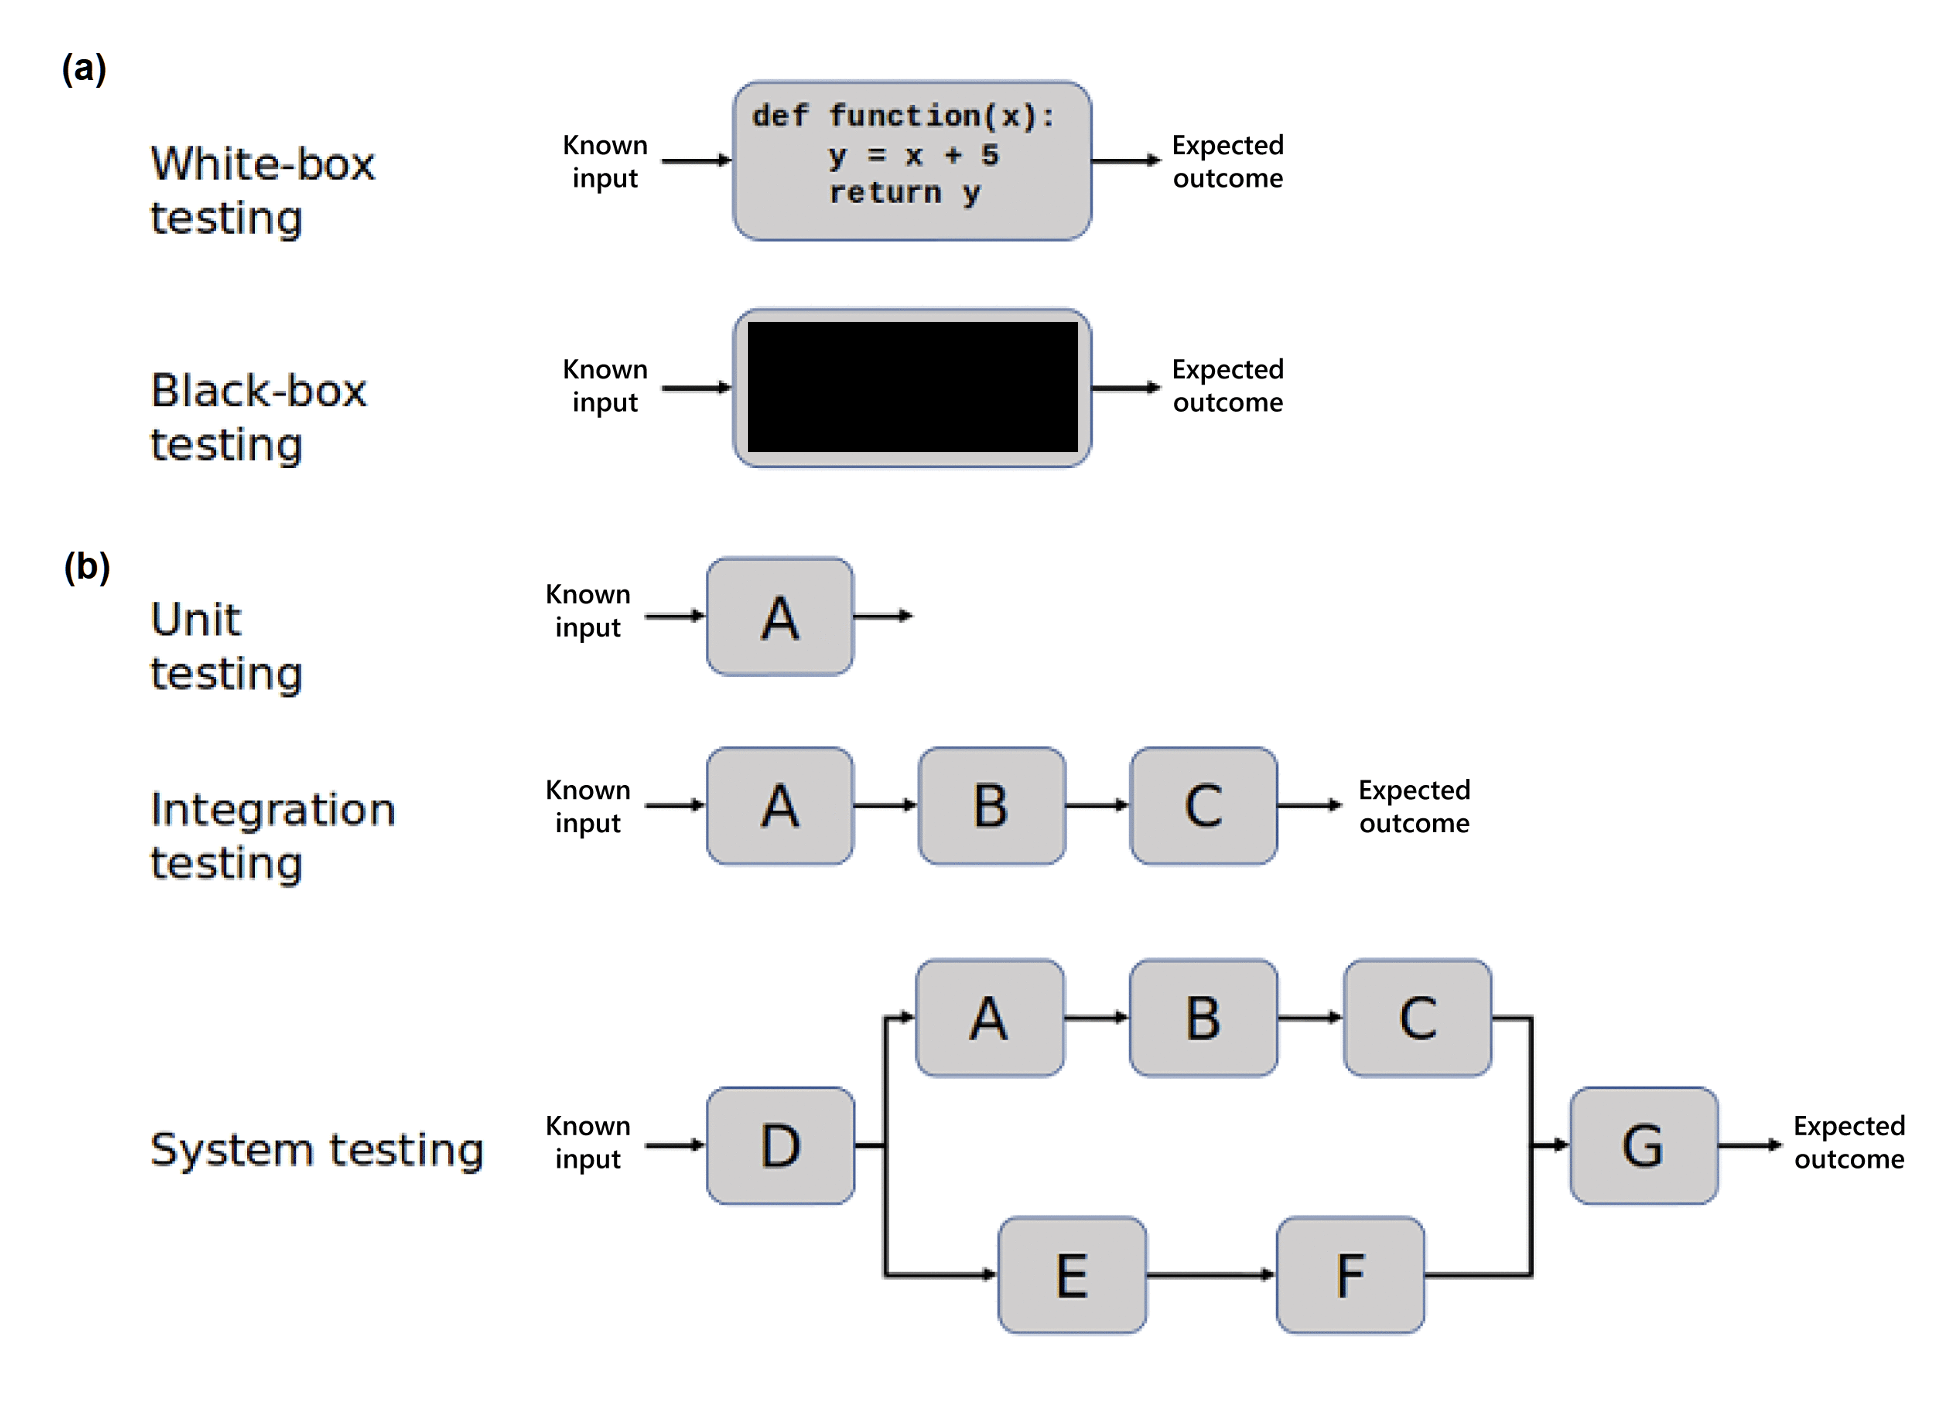 (a)
White-box
testing
Known
input
def function(x):
y = x + 5
return y
Expected
outcome
Black-box
testing
Known
input
Expected
outcome
(b)
Unit
testing
Known
input
A
Integration
testing
Known
input
A
B
C
Expected
outcome
System testing
Known
input
D
A
B
C
E
F
G
Expected
outcome